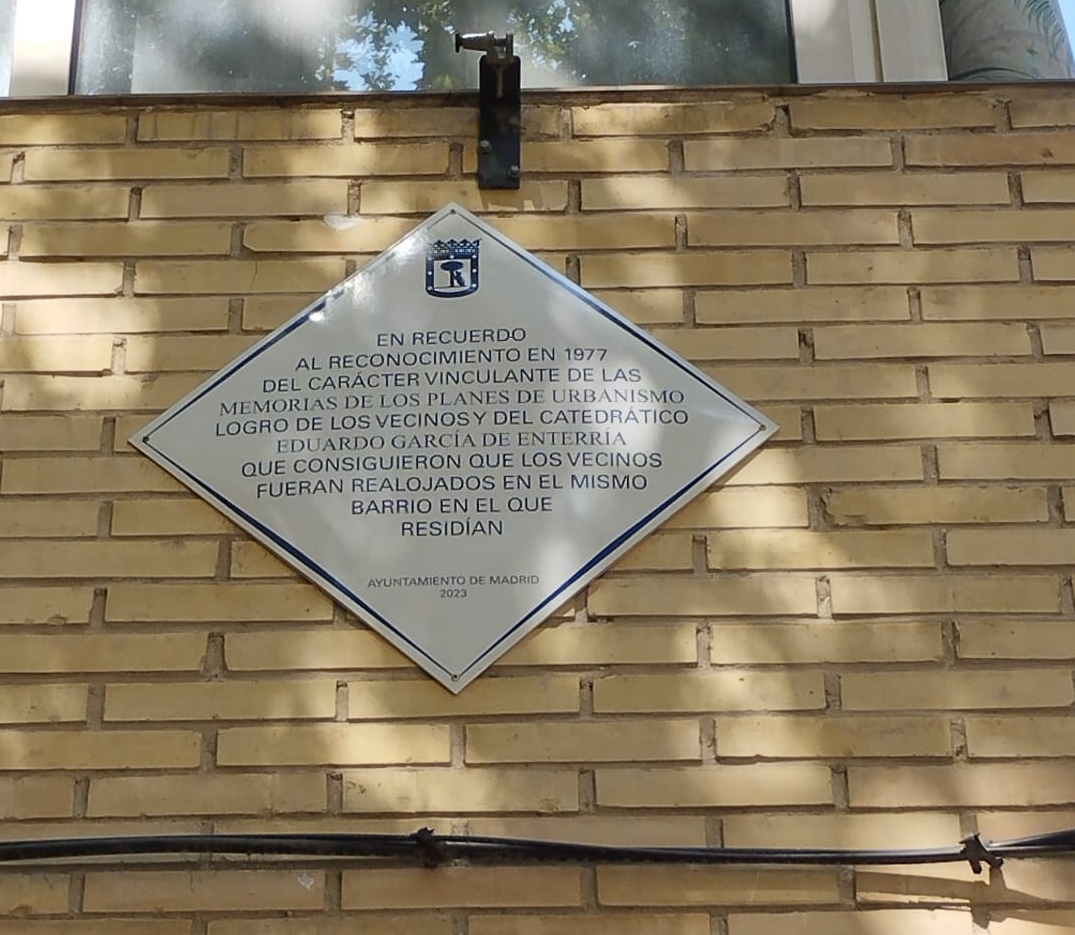 EN RECUERDO
AL RECONOCIMIENTO EN 1977
DEL CARÁCTER VINCULANTE DE LAS
MEMORIAS DE LOS PLANES DE URBANISMO
LOGRO DE LOS VECINOS Y DEL CATEDRÁTICO
EDUARDO GARCÍA DE ENTERRÍA
QUE CONSIGUIERON QUE LOS VECINOS
FUERAN REALOJADOS EN EL MISMO
BARRIO EN EL QUE
RESIDÍAN
AYUNTAMIENTO DE MADRID
2023